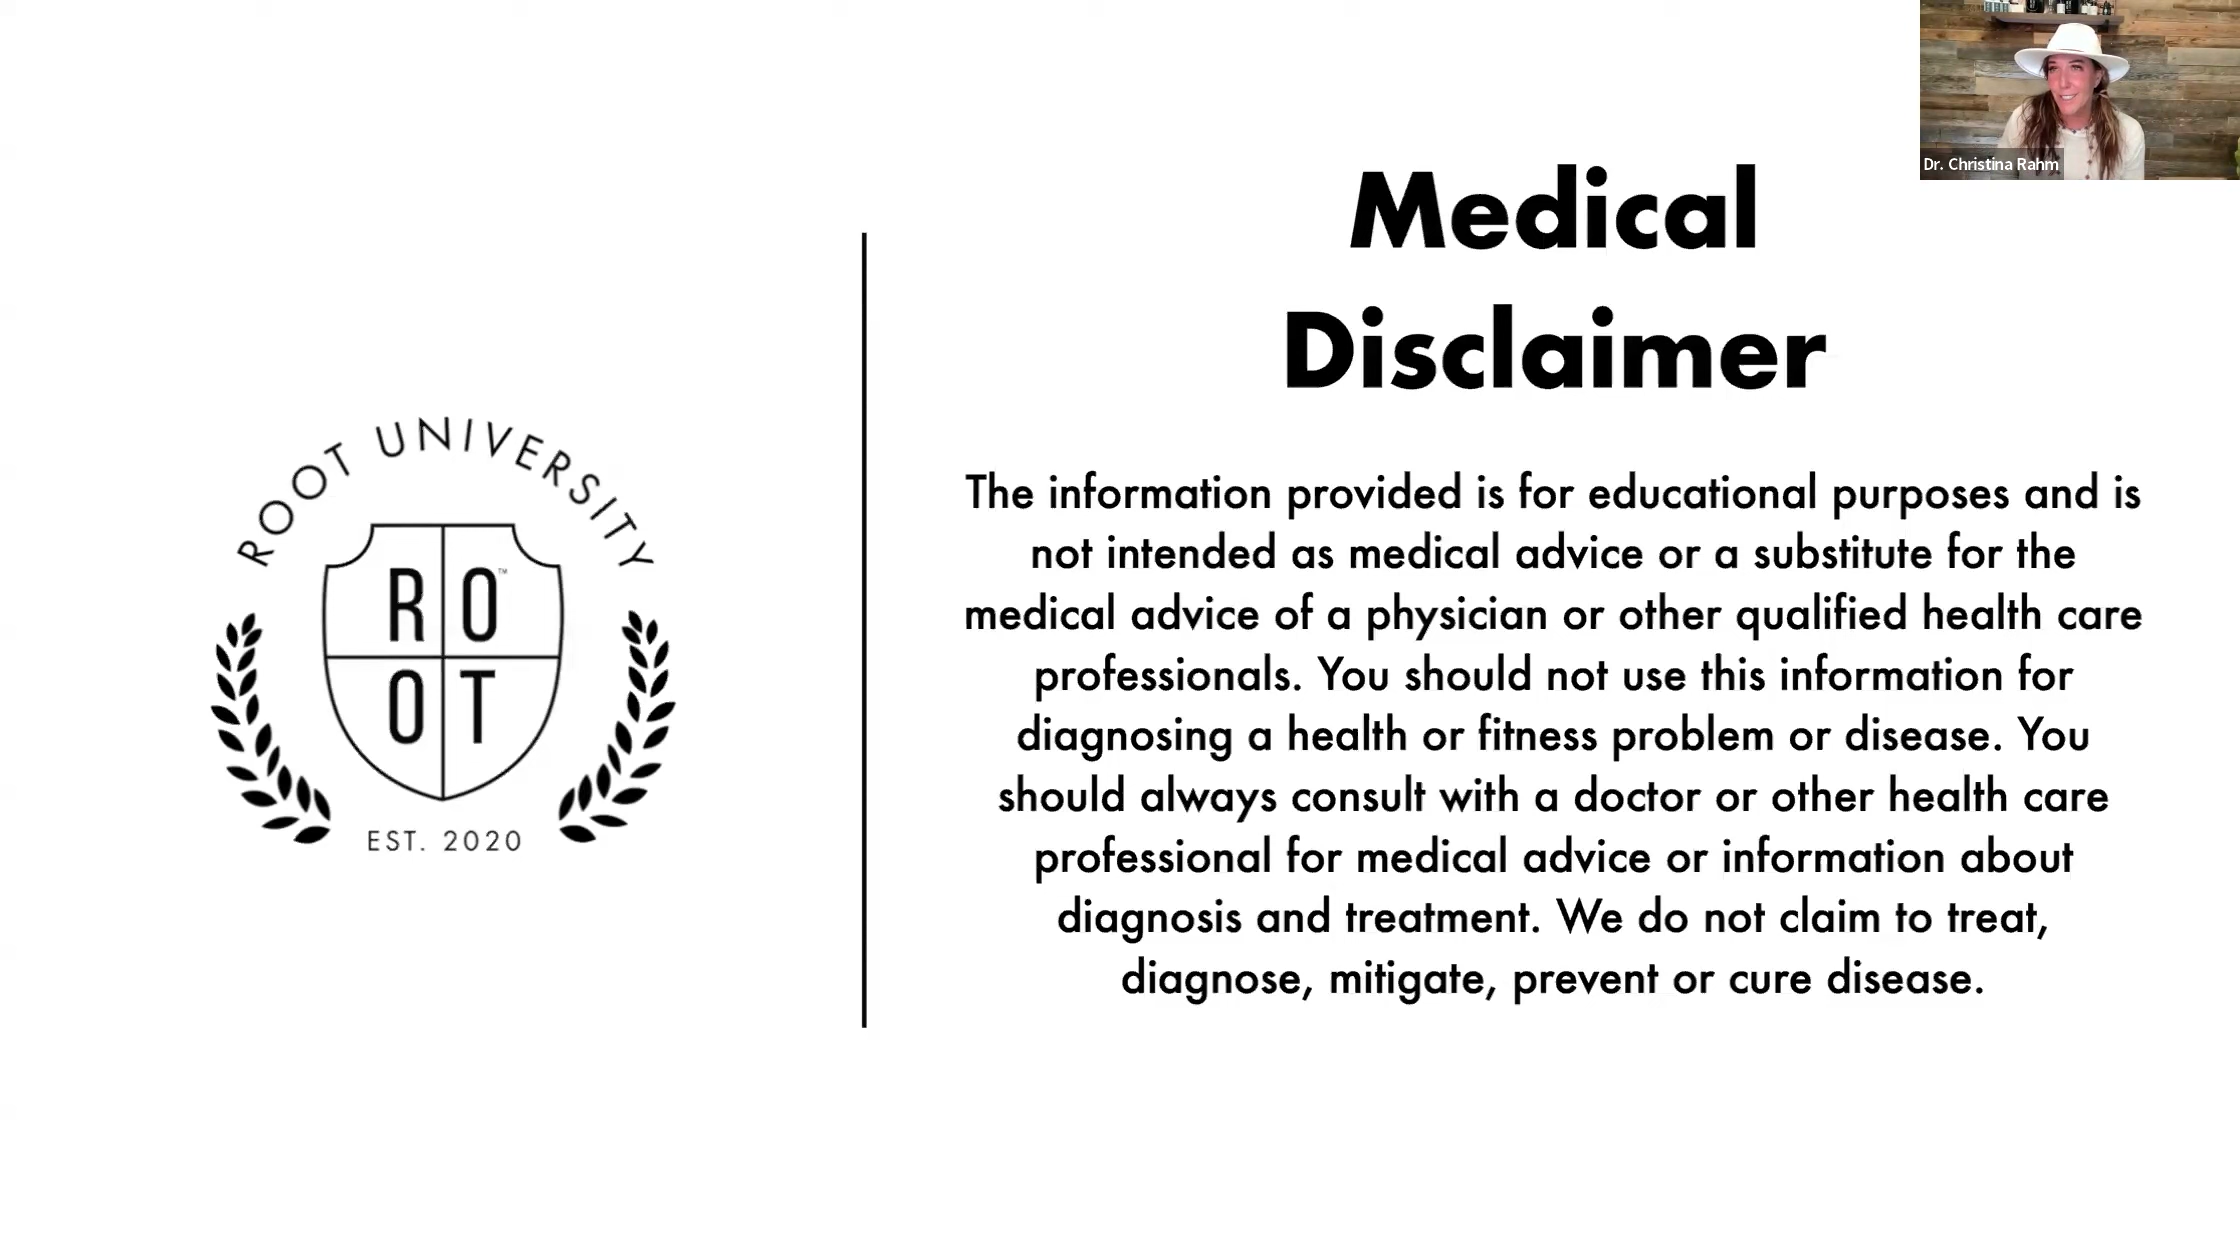 Dr. Christina Rahm
Medical
Disclaimer
ROOT UNIVERSITY
R O™
O T
EST. 2020
The information provided is for educational purposes and is
not intended as medical advice or a substitute for the
medical advice of a physician or other qualified health care
professionals. You should not use this information for
diagnosing a health or fitness problem or disease. You
should always consult with a doctor or other health care
professional for medical advice or information about
diagnosis and treatment. We do not claim to treat,
diagnose, mitigate, prevent or cure disease.